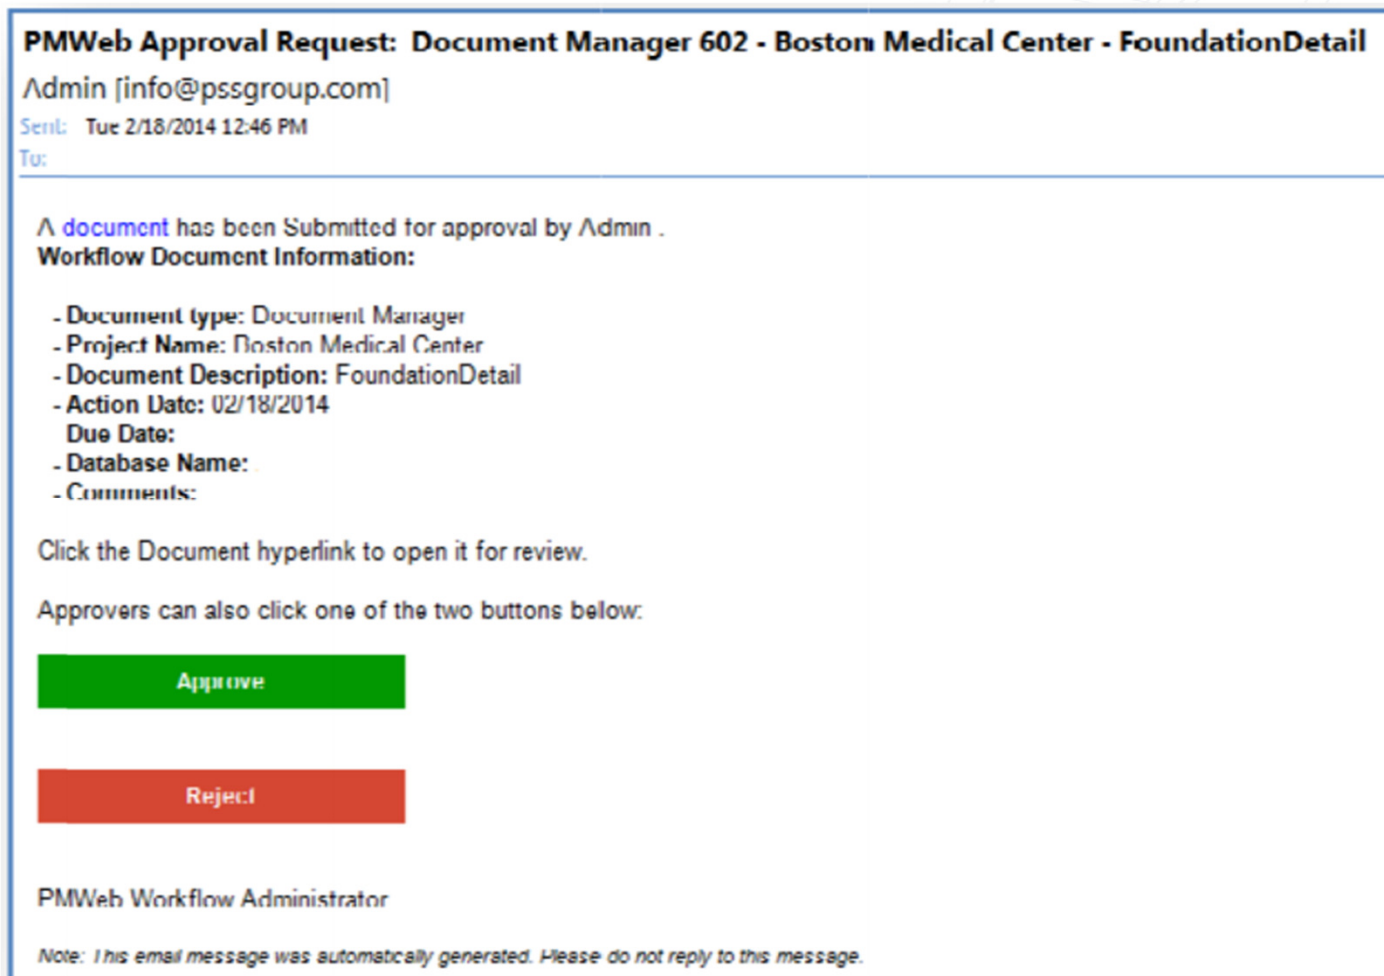 PMWeb Approval Request: Document Manager 602 - Boston Medical Center - FoundationDetail
Admin [info@pssgroup.com]
Sent: Tue 2/18/2014 12:46 PM
To:
A document has been Submitted for approval by Admin .
Workflow Document Information:
- Document type: Document Manager
- Project Name: Boston Medical Center
- Document Description: FoundationDetail
- Action Date: 02/18/2014
Due Date:
- Database Name:
- Comments:
Click the Document hyperlink to open it for review.
Approvers can also click one of the two buttons below:
Approve
Reject
PMWeb Workflow Administrator
Note: This email message was automatically generated. Please do not reply to this message.